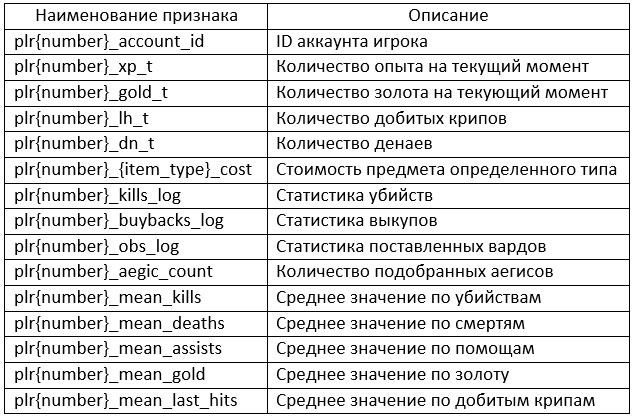 Наименование признака Описание
plr{number}_account_id ID аккаунта игрока
plr{number}_xp_t Количество опыта на текущий момент
plr{number}_gold_t Количество золота на текующий момент
plr{number}_lh_t Количество добитых крипов
plr{number}_dn_t Количество денаев
plr{number}_{item_type}_cost Стоимость предмета определенного типа
plr{number}_kills_log Статистика убийств
plr{number}_buybacks_log Статистика выкупов
plr{number}_obs_log Статистика поставленных вардов
plr{number}_aegic_count Количество подобранных аегисов
plr{number}_mean_kills Среднее значение по убийствам
plr{number}_mean_deaths Среднее значение по смертям
plr{number}_mean_assists Среднее значение по помощам
plr{number}_mean_gold Среднее значение по золоту
plr{number}_mean_last_hits Среднее значение по добитым крипам